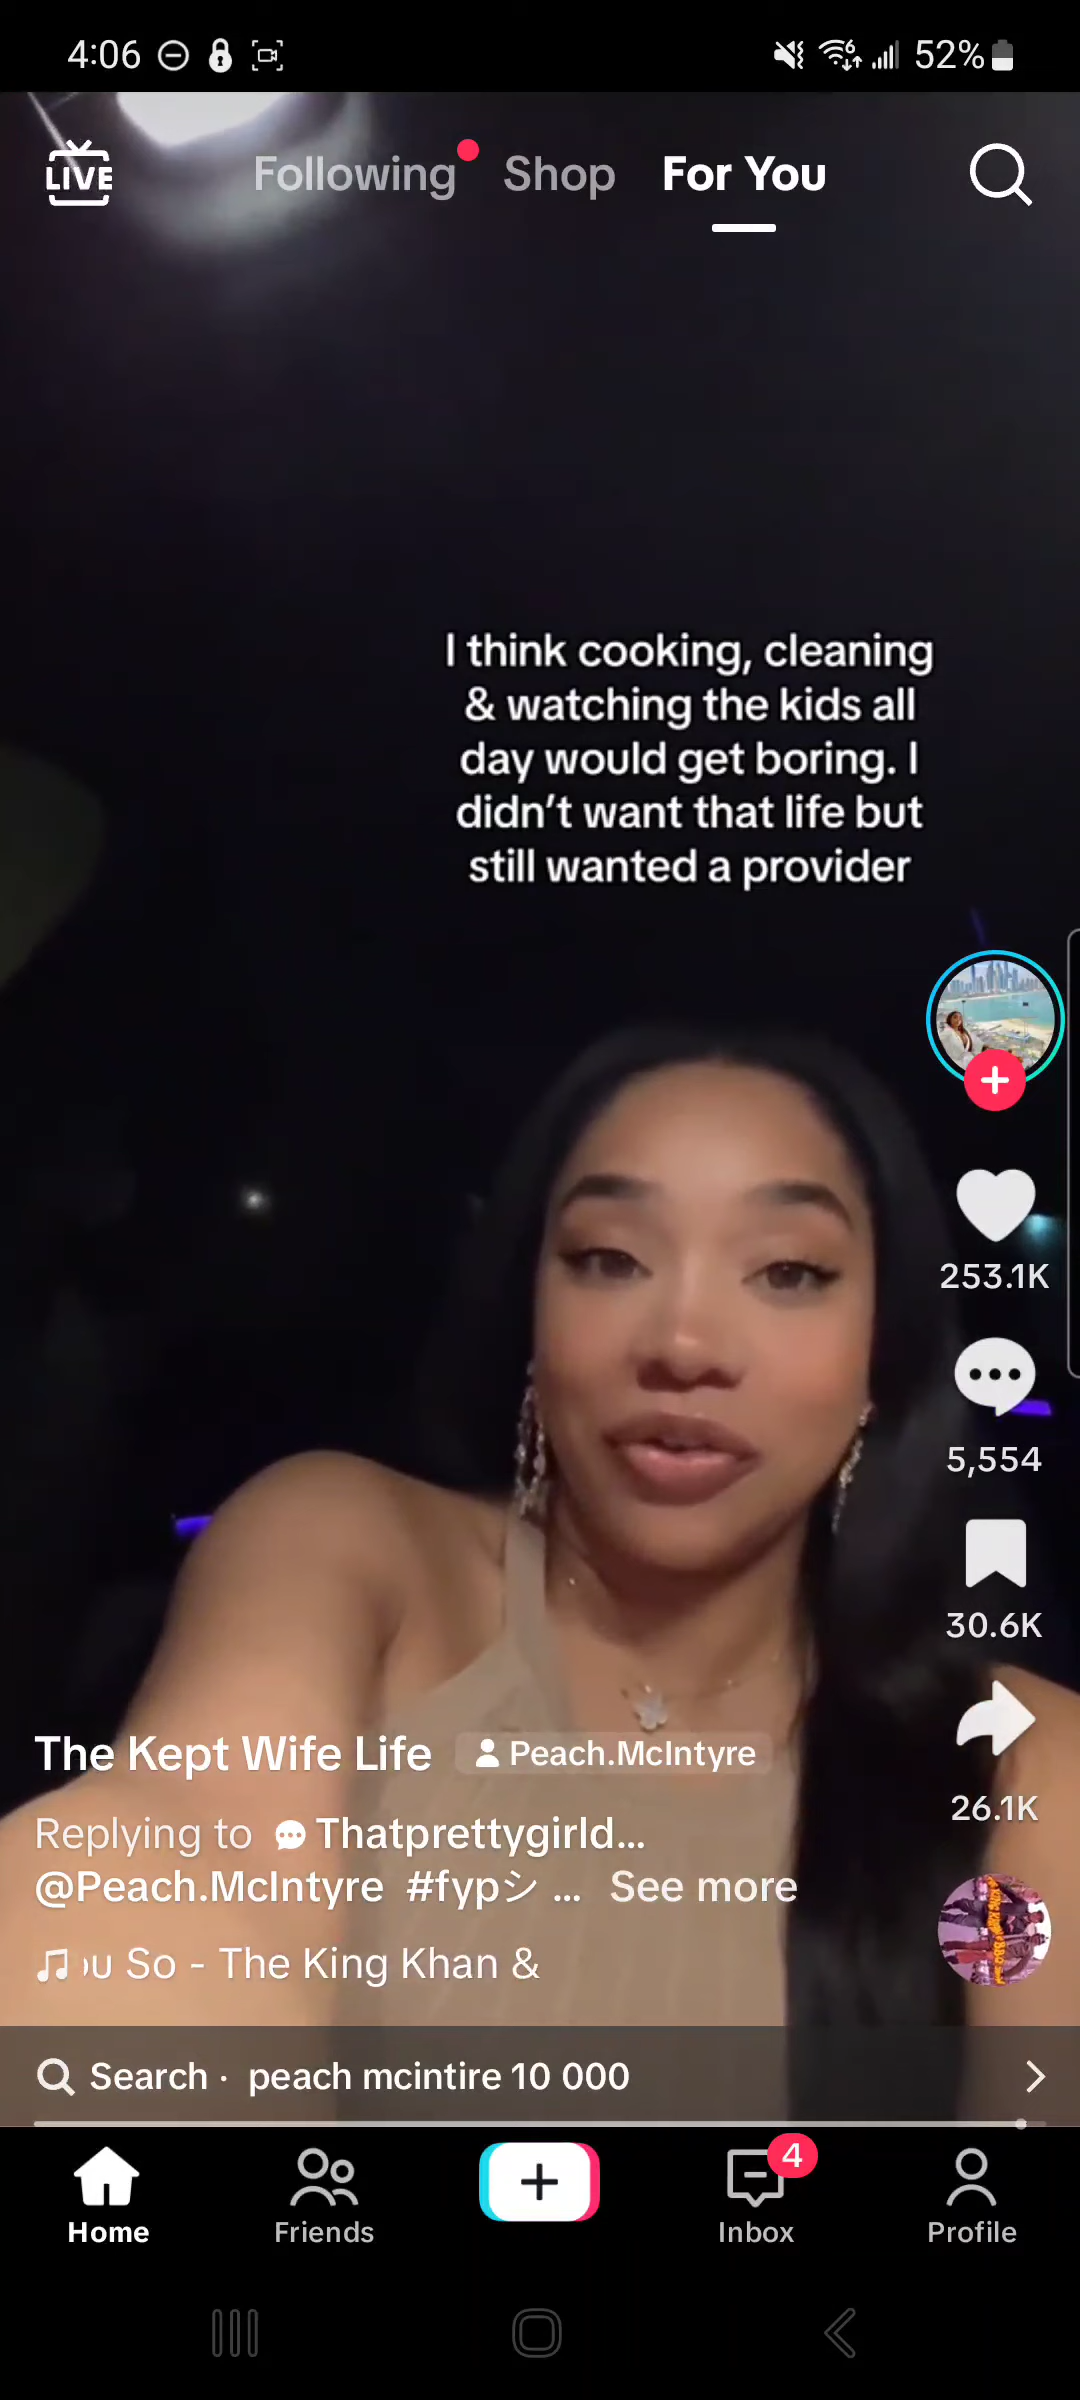 4:06
52%
LIVE
Following
Shop
For You
I think cooking, cleaning
& watching the kids all
day would get boring. I
didn't want that life but
still wanted a provider
253.1K
5,554
30.6K
26.1K
The Kept Wife Life
Peach.McIntyre
Replying to Thatprettygirld...
@Peach.McIntyre #fypシ ... See more
So - The King Khan &
Search · peach mcintire 10 000
Home
Friends
4
Inbox
Profile